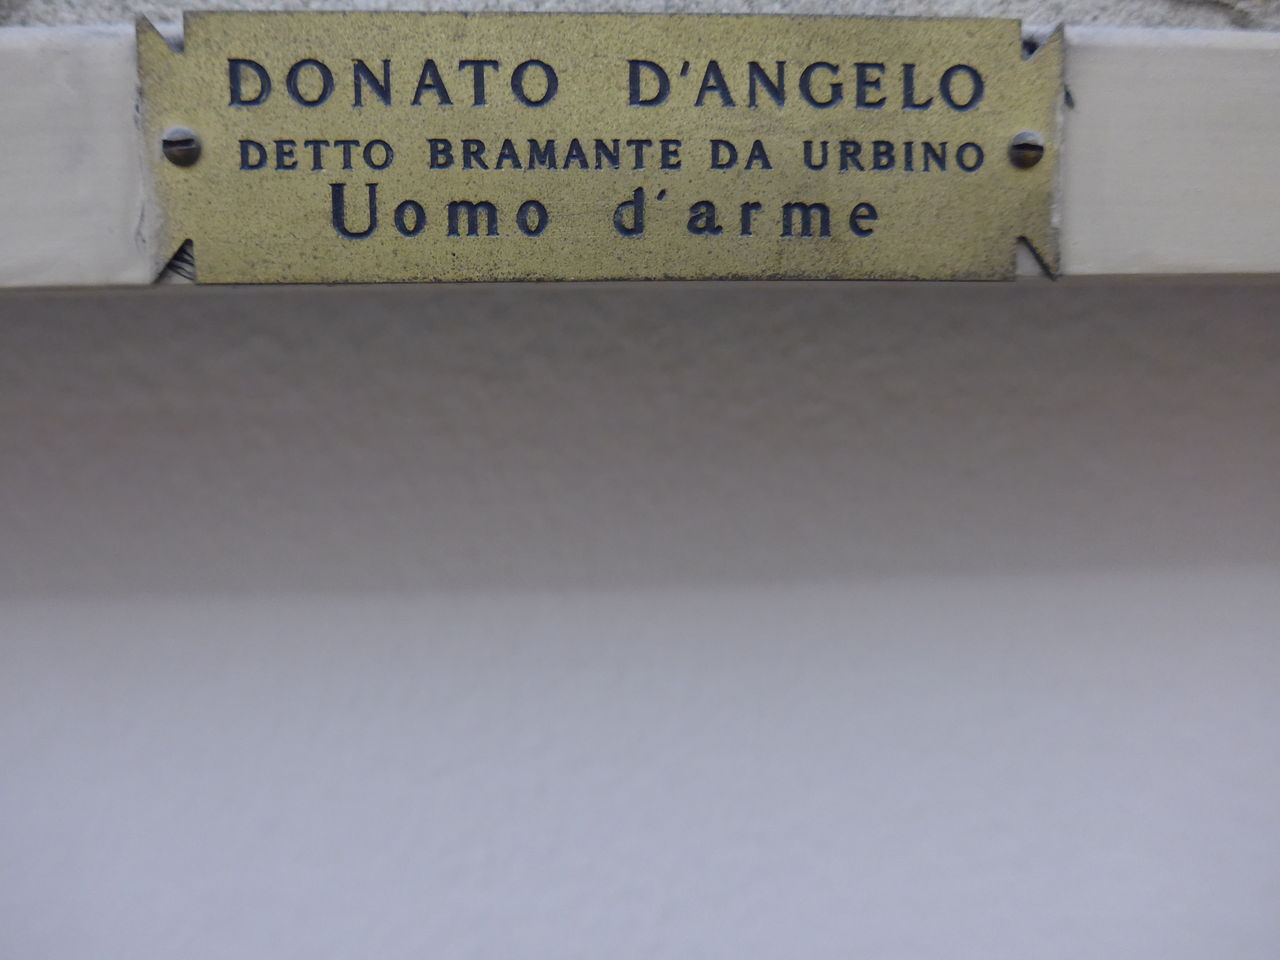 DONATO D'ANGELO
DETTO BRAMANTE DA URBINO
Uomo d'arme